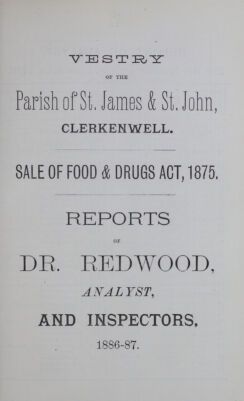 VESTRY
OF THE
Parish of St. James & St. John,
CLERKENWELL.
SALE OF FOOD & DRUGS ACT, 1875.
REPORTS
OF
DR. REDWOOD,
ANALYST,
AND INSPECTORS,
1886-87.